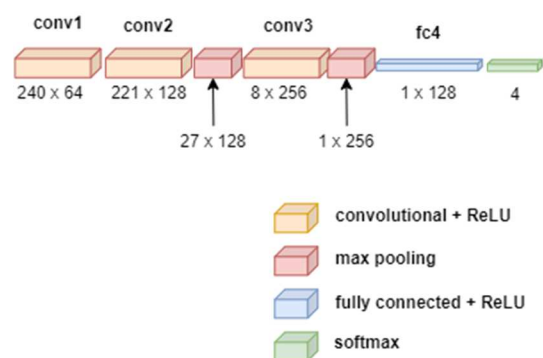 conv1
conv2
conv3
fc4
240 x 64
221 x 128
8 x 256
1 x 128
4
27 x 128
1 x 256
convolutional + ReLU
max pooling
fully connected + ReLU
softmax